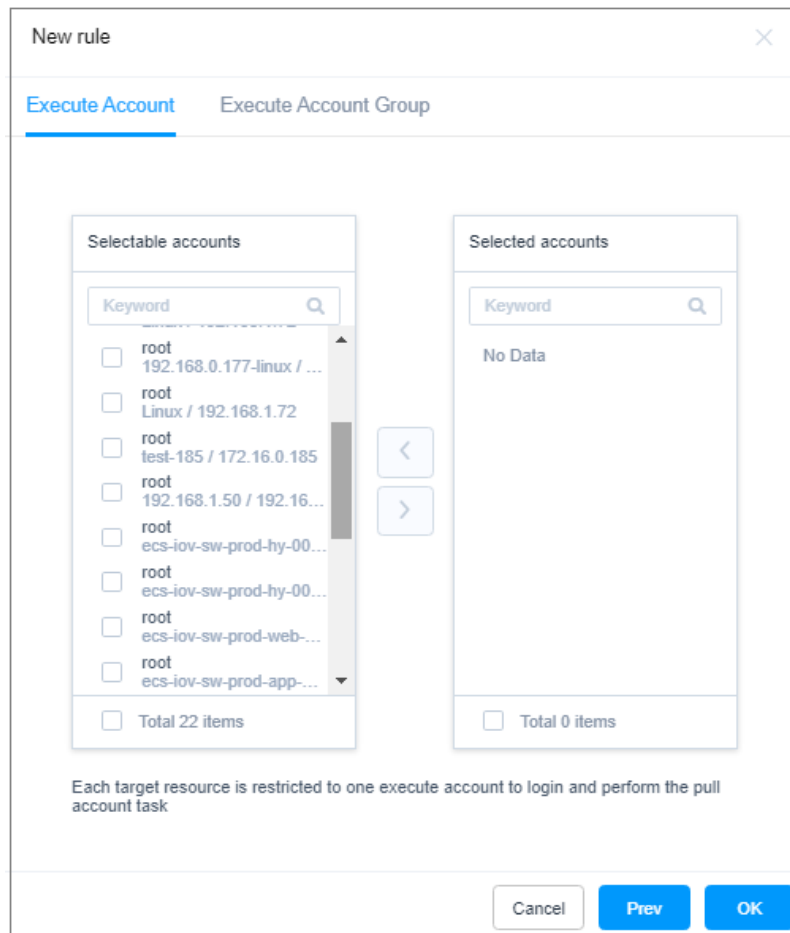 New rule
Execute Account Execute Account Group
Selectable accounts
Keyword
root
192.168.0.177-linux / ...
root
Linux / 192.168.1.72
root
test-185 / 172.16.0.185
root
192.168.1.50 / 192.16...
root
ecs-iov-sw-prod-hy-00...
root
ecs-iov-sw-prod-hy-00...
root
ecs-iov-sw-prod-web-...
root
ecs-iov-sw-prod-app-...
Total 22 items
Selected accounts
Keyword
No Data
Total 0 items
Each target resource is restricted to one execute account to login and perform the pull
account task
Cancel Prev OK